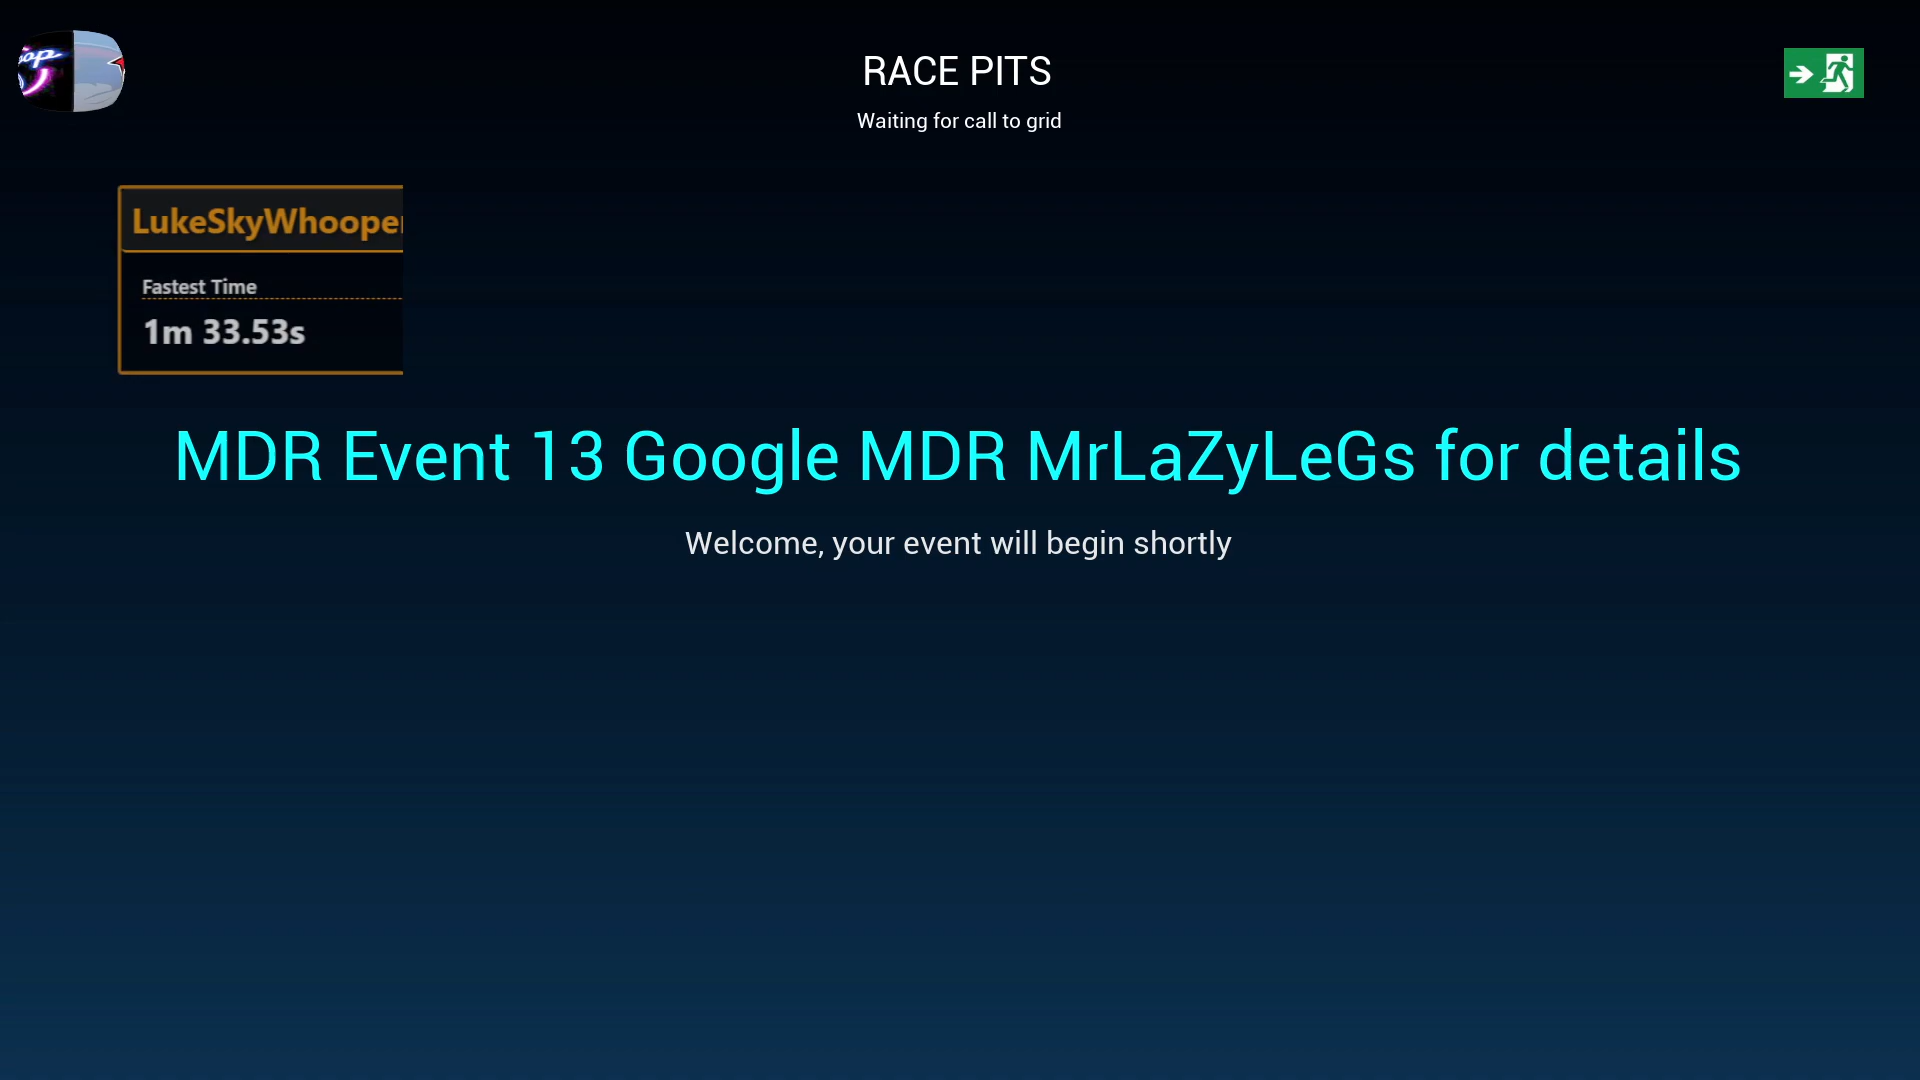 RACE PITS
Waiting for call to grid
LukeSkyWhooper
Fastest Time
1m 33.53s
MDR Event 13 Google MDR MrLaZyLeGs for details
Welcome, your event will begin shortly